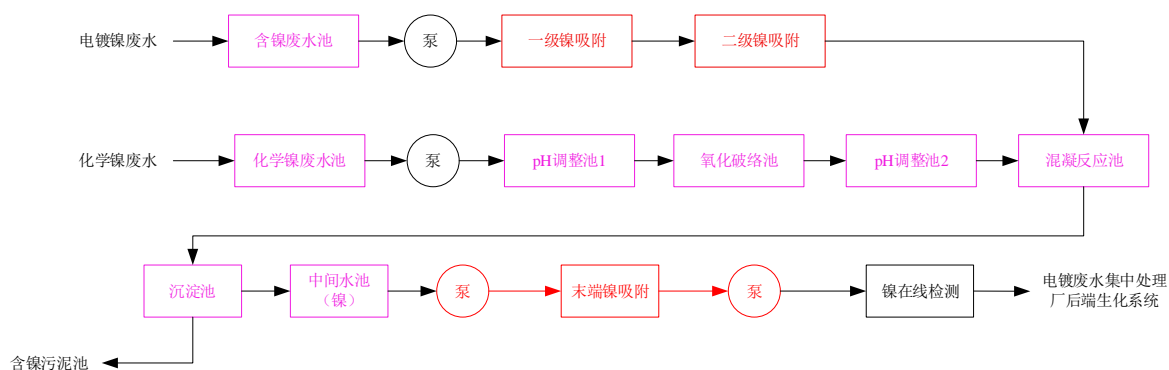 电镀镍废水
含镍废水池
泵
一级镍吸附
二级镍吸附
化学镍废水
化学镍废水池
泵
pH调整池1
氧化破络池
pH调整池2
混凝反应池
沉淀池
中间水池
（镍）
泵
末端镍吸附
泵
镍在线检测
电镀废水集中处理
厂后端生化系统
含镍污泥池